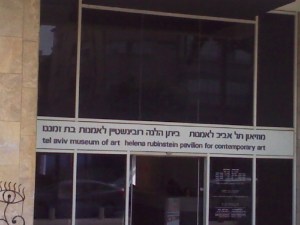 מוזיאון תל אביב לאמנות ביתן הלנה רובינשטיין לאמנות בת זמננו
tel aviv museum of art helena rubinstein pavilion for contemporary art